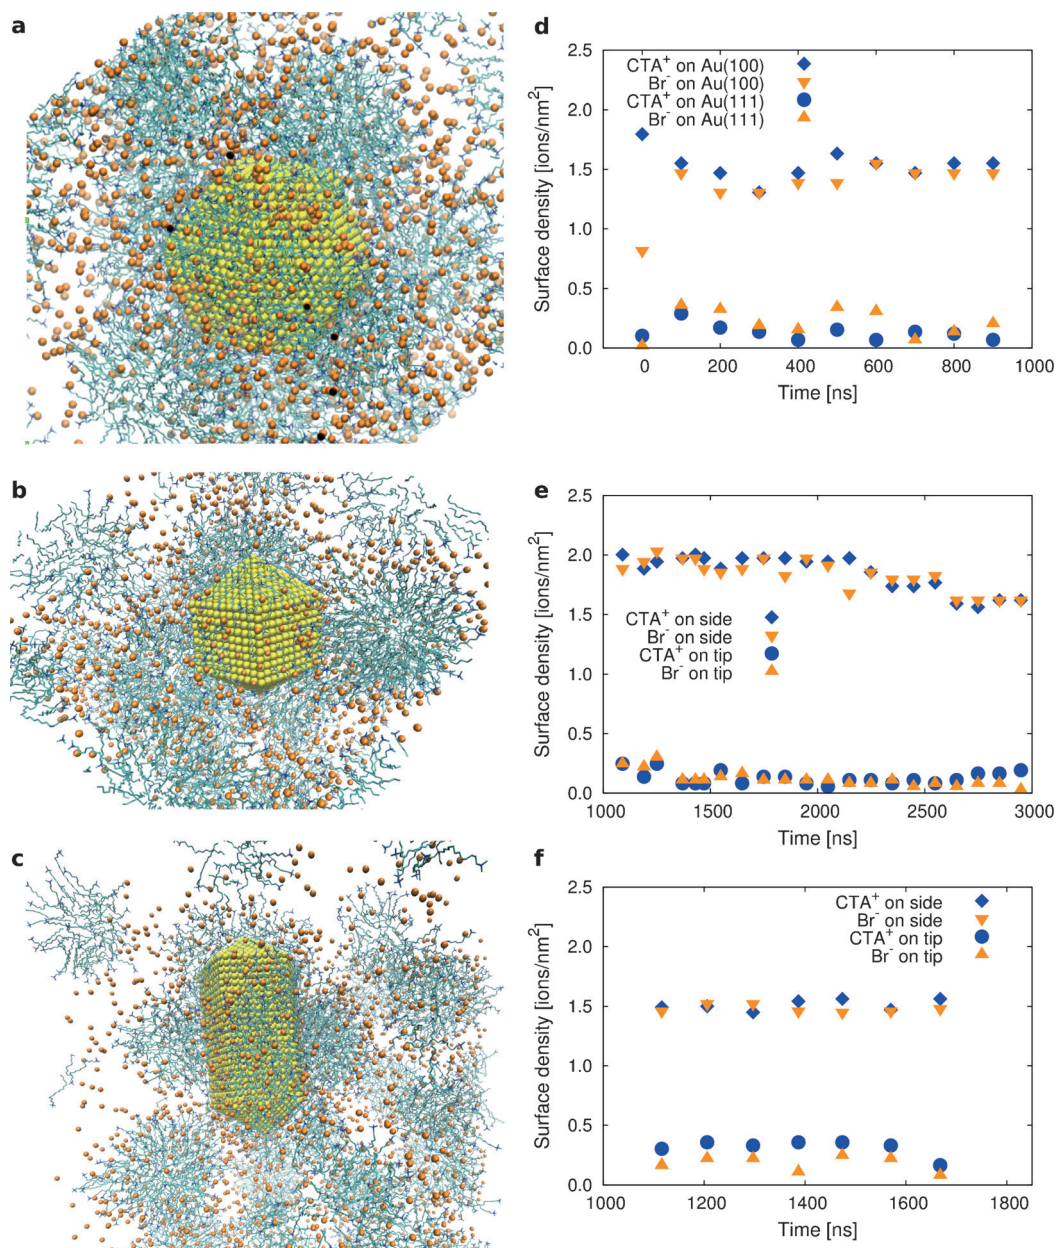 a
b
c
d
2.5
2.0
1.5
1.0
0.5
0.0
Surface density [ions/nm²]
CTA⁺ on Au(100)
Br⁻ on Au(100)
CTA⁺ on Au(111)
Br⁻ on Au(111)
0 200 400 600 800 1000
Time [ns]
e
2.5
2.0
1.5
1.0
0.5
0.0
Surface density [ions/nm²]
CTA⁺ on side
Br⁻ on side
CTA⁺ on tip
Br⁻ on tip
1000 1500 2000 2500 3000
Time [ns]
f
2.5
2.0
1.5
1.0
0.5
0.0
Surface density [ions/nm²]
CTA⁺ on side
Br⁻ on side
CTA⁺ on tip
Br⁻ on tip
1000 1200 1400 1600 1800
Time [ns]